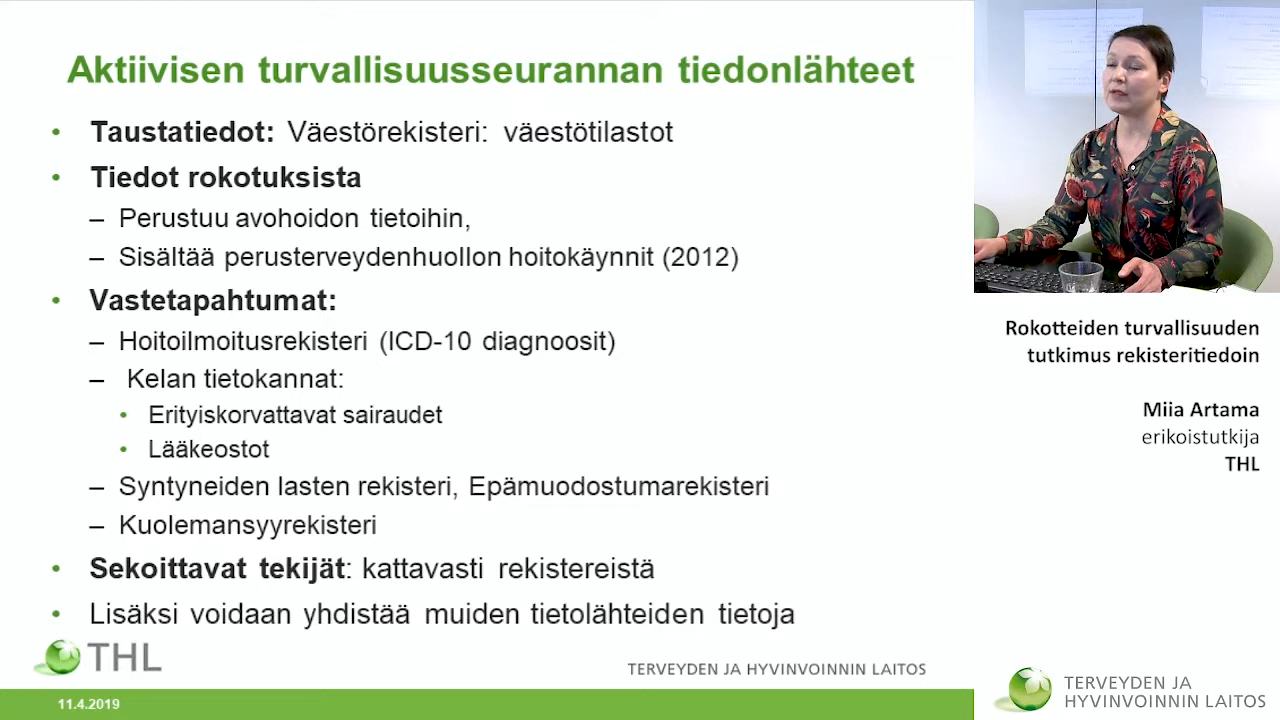 Aktiivisen turvallisuusseurannan tiedonlähteet
• Taustatiedot: Väestörekisteri: väestötilastot
• Tiedot rokotuksista
– Perustuu avohoidon tietoihin,
– Sisältää perusterveydenhuollon hoitokäynnit (2012)
• Vastetapahtumat:
– Hoitoilmoitusrekisteri (ICD-10 diagnoosit)
– Kelan tietokannat:
• Erityiskorvattavat sairaudet
• Lääkeostot
– Syntyneiden lasten rekisteri, Epämuodostumarekisteri
– Kuolemansyyrekisteri
• Sekoittavat tekijät: kattavasti rekistereistä
• Lisäksi voidaan yhdistää muiden tietolähteiden tietoja
THL
TERVEYDEN JA HYVINVOINNIN LAITOS
11.4.2019
Rokotteiden turvallisuuden
tutkimus rekisteritiedoin
Miia Artama
erikoistutkija
THL
TERVEYDEN JA
HYVINVOINNIN LAITOS